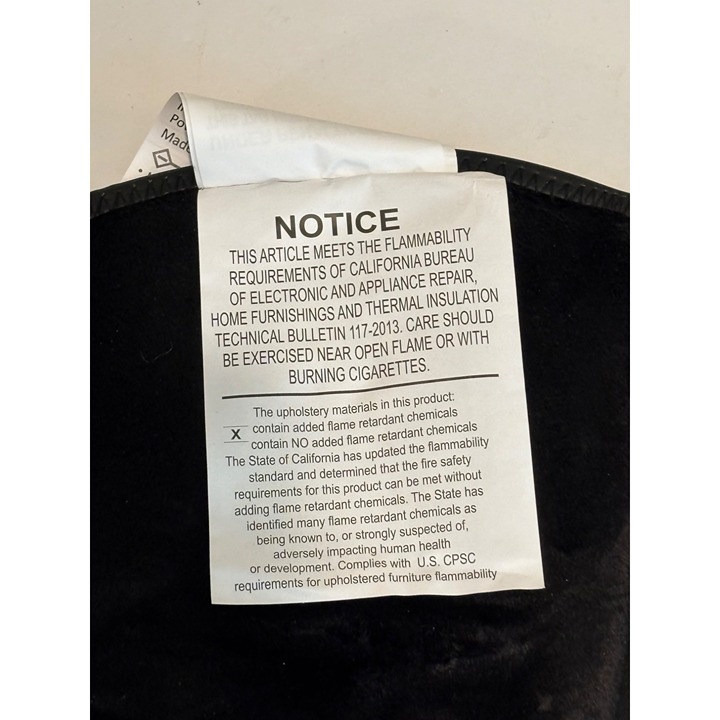 Po
Made
NOTICE
THIS ARTICLE MEETS THE FLAMMABILITY
REQUIREMENTS OF CALIFORNIA BUREAU
OF ELECTRONIC AND APPLIANCE REPAIR,
HOME FURNISHINGS AND THERMAL INSULATION
TECHNICAL BULLETIN 117-2013. CARE SHOULD
BE EXERCISED NEAR OPEN FLAME OR WITH
BURNING CIGARETTES.
The upholstery materials in this product:
contain added flame retardant chemicals
X contain NO added flame retardant chemicals
The State of California has updated the flammability
standard and determined that the fire safety
requirements for this product can be met without
adding flame retardant chemicals. The State has
identified many flame retardant chemicals as
being known to, or strongly suspected of,
adversely impacting human health
or development. Complies with U.S. CPSC
requirements for upholstered furniture flammability